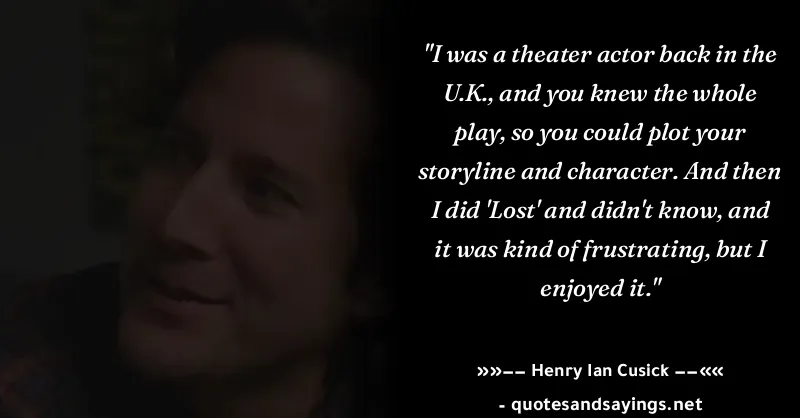 "I was a theater actor back in the
U.K., and you knew the whole
play, so you could plot your
storyline and character. And then
I did 'Lost' and didn't know, and
it was kind of frustrating, but I
enjoyed it."
»»−− Henry Ian Cusick −−««
- quotesandsayings.net